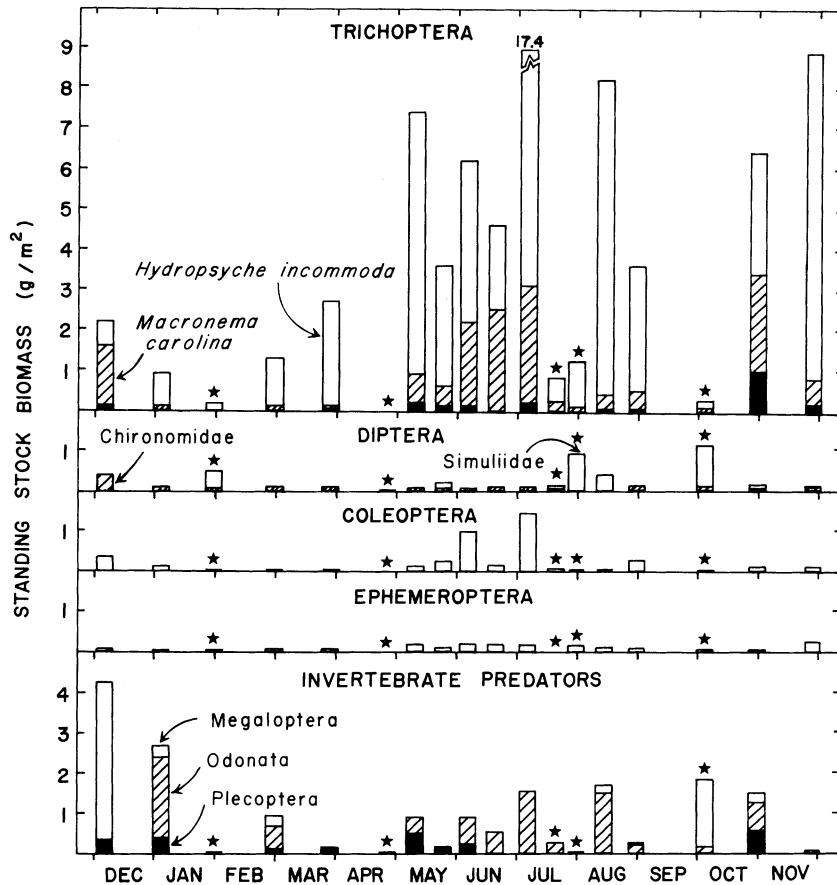 TRICHOPTERA
17.4
9
8
7
6
5
4
3
2
1
Hydropsyche incommoda
Macronema
carolina
STANDING STOCK BIOMASS (g/m²)
DIPTERA
1
Chironomidae
Simuliidae
COLEOPTERA
1
EPHEMEROPTERA
1
INVERTEBRATE PREDATORS
4
3
2
1
Megaloptera
Odonata
Plecoptera
DEC JAN FEB MAR APR MAY JUN JUL AUG SEP OCT NOV